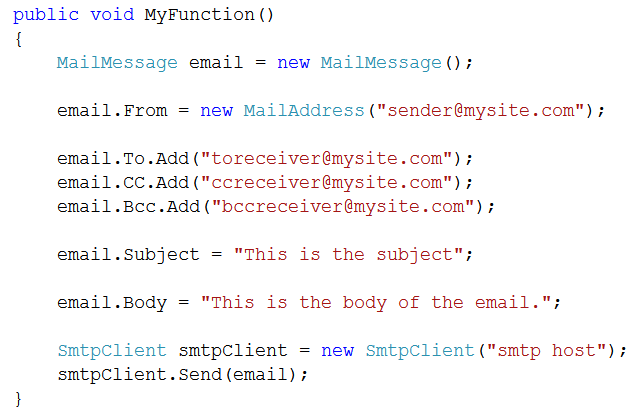 public void MyFunction()
{
    MailMessage email = new MailMessage();

    email.From = new MailAddress("sender@mysite.com");

    email.To.Add("toreceiver@mysite.com");
    email.CC.Add("ccreceiver@mysite.com");
    email.Bcc.Add("bccreceiver@mysite.com");

    email.Subject = "This is the subject";

    email.Body = "This is the body of the email.";

    SmtpClient smtpClient = new SmtpClient("smtp host");
    smtpClient.Send(email);
}